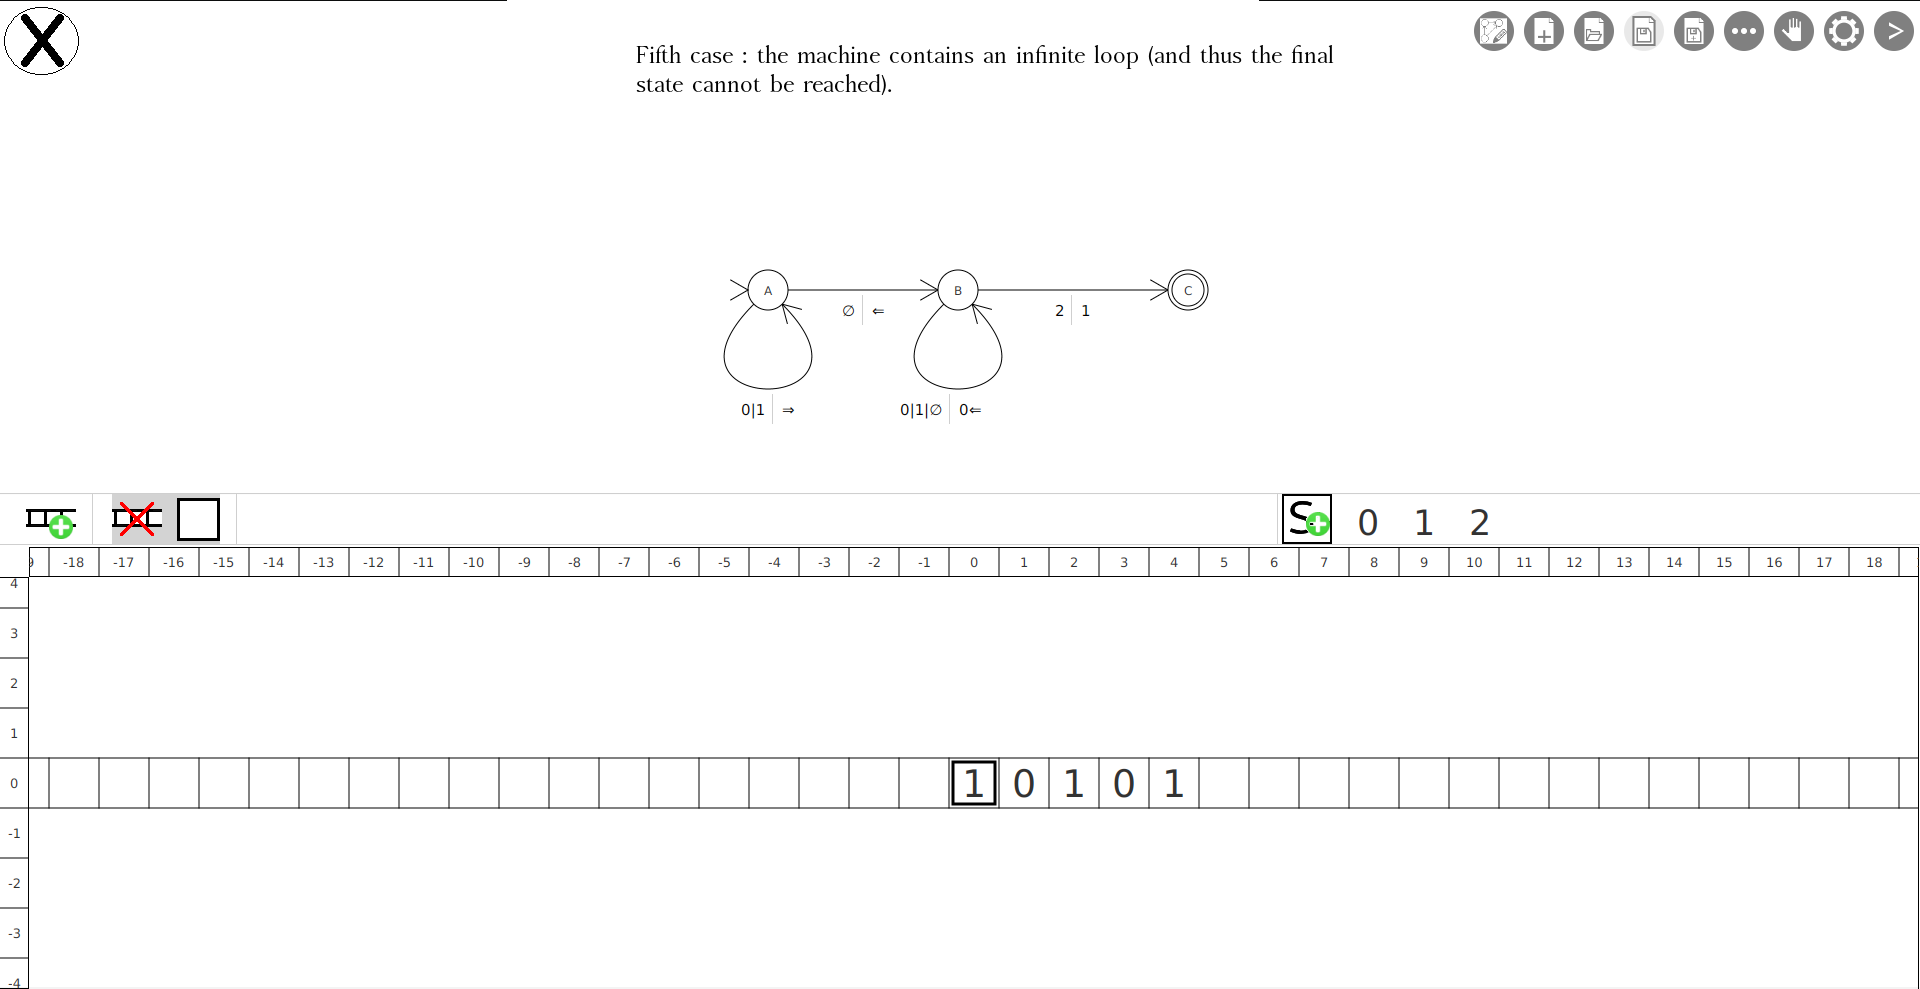 X
Fifth case : the machine contains an infinite loop (and thus the final
state cannot be reached).
>
A B C
∅ ⇐ 2 1
0|1 ⇒ 0|1|∅ 0⇐
S 0 1 2
9 -18 -17 -16 -15 -14 -13 -12 -11 -10 -9 -8 -7 -6 -5 -4 -3 -2 -1 0 1 2 3 4 5 6 7 8 9 10 11 12 13 14 15 16 17 18
4
3
2
1
0 1 0 1 0 1
-1
-2
-3
-4